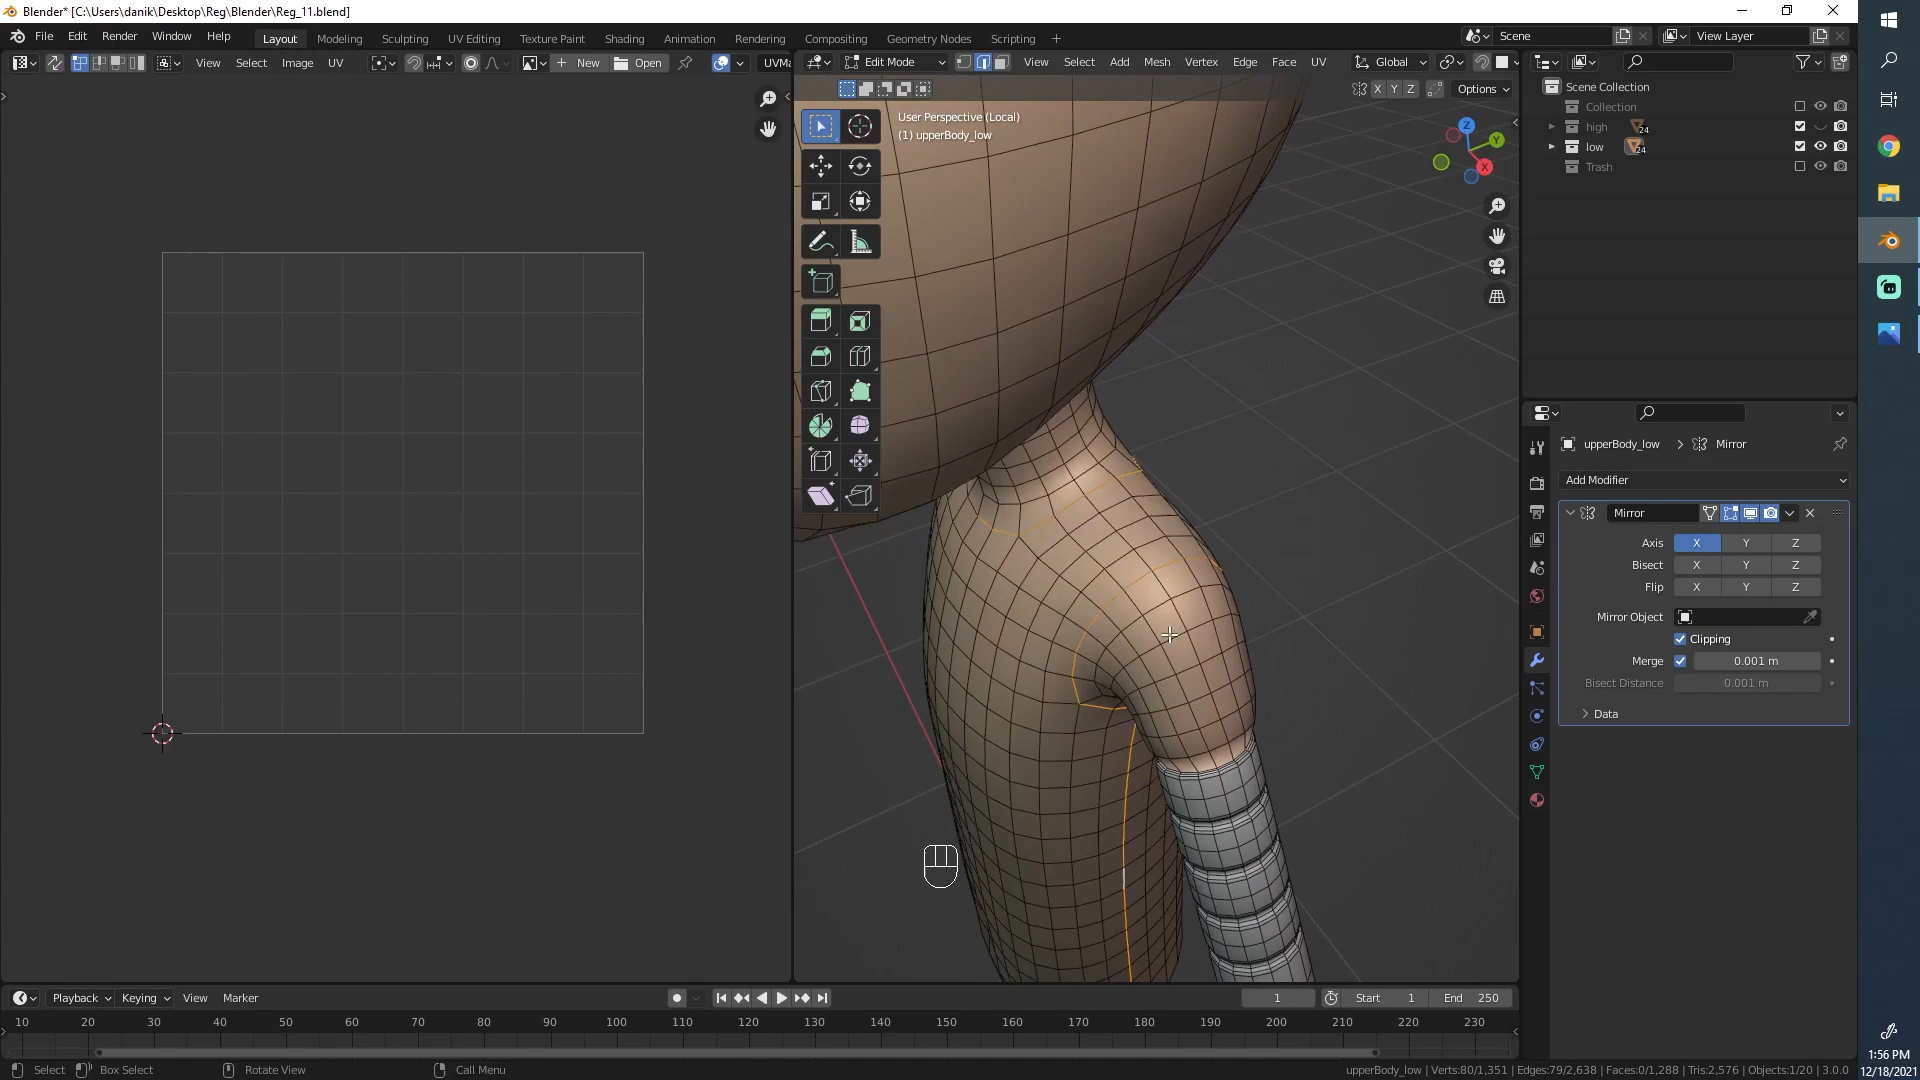 Blender* [C:\Users\danik\Desktop\Reg\Blender\Reg_11.blend]
File Edit Render Window Help
Layout Modeling Sculpting UV Editing Texture Paint Shading Animation Rendering Compositing Geometry Nodes Scripting +
Scene
View Layer
View Select Image UV
New
Open
UVMa
Edit Mode
View Select Add Mesh Vertex Edge Face UV
Global
X Y Z
Options
User Perspective (Local)
(1) upperBody_low
Z
Y
X
Scene Collection
Collection
high 24
low 24
Trash
upperBody_low > Mirror
Add Modifier
Mirror
Axis X Y Z
Bisect X Y Z
Flip X Y Z
Mirror Object
Clipping
Merge 0.001 m
Bisect Distance 0.001 m
Data
Playback Keying View Marker
1
Start 1
End 250
10 20 30 40 50 60 70 80 90 100 110 120 130 140 150 160 170 180 190 200 210 220 230
Select
Box Select
Rotate View
Call Menu
upperBody_low | Verts:80/1,351 | Edges:79/2,638 | Faces:0/1,288 | Tris:2,576 | Objects:1/20 | 3.0.0
1:56 PM
12/18/2021